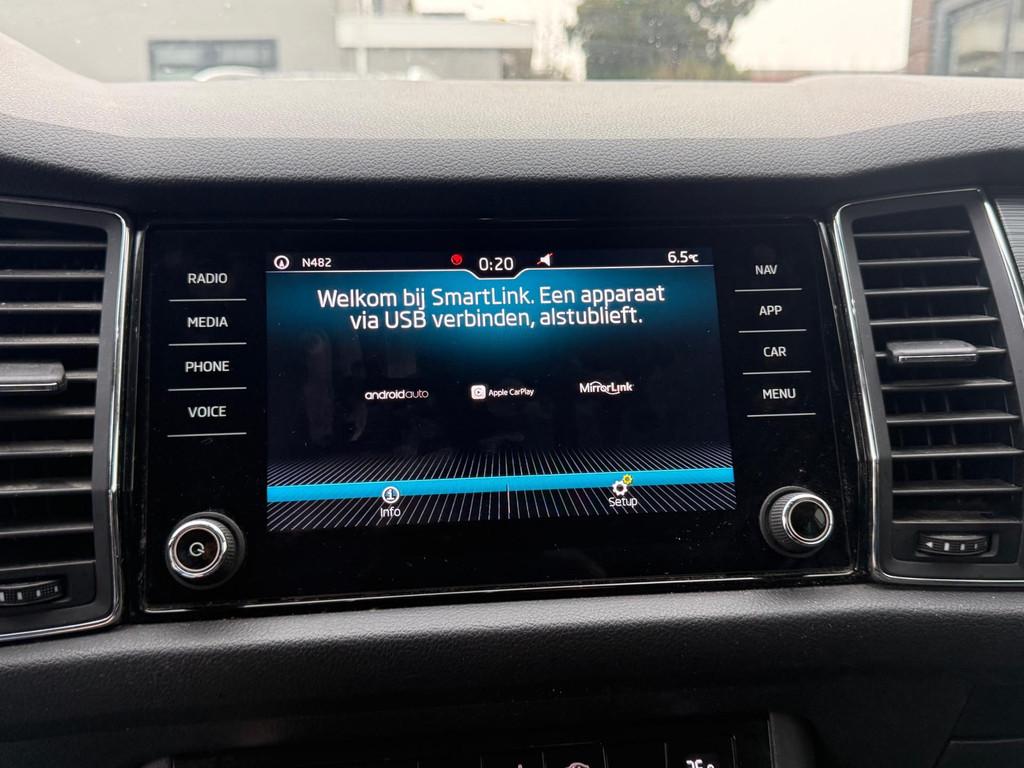 N482 0:20 6.5°C
Welkom bij SmartLink. Een apparaat
via USB verbinden, alstublieft.
androidauto Apple CarPlay MirrorLink
Info Setup
RADIO
MEDIA
PHONE
VOICE
NAV
APP
CAR
MENU